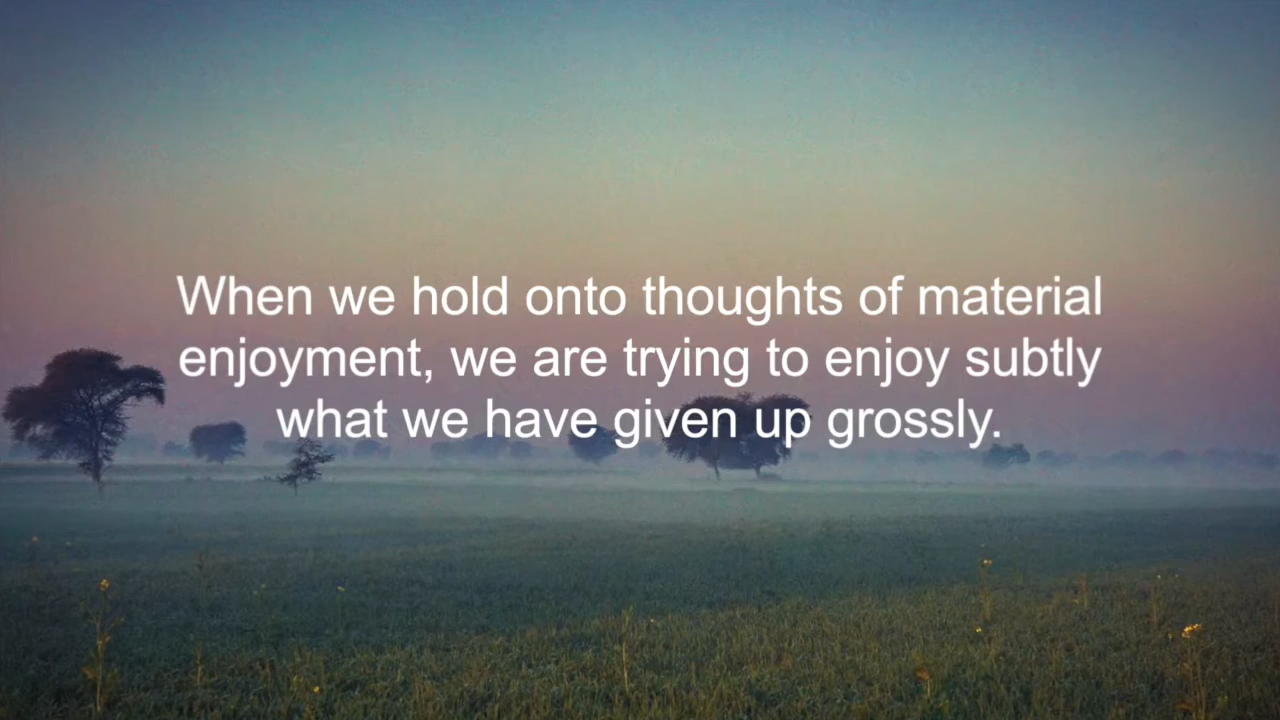 When we hold onto thoughts of material
enjoyment, we are trying to enjoy subtly
what we have given up grossly.